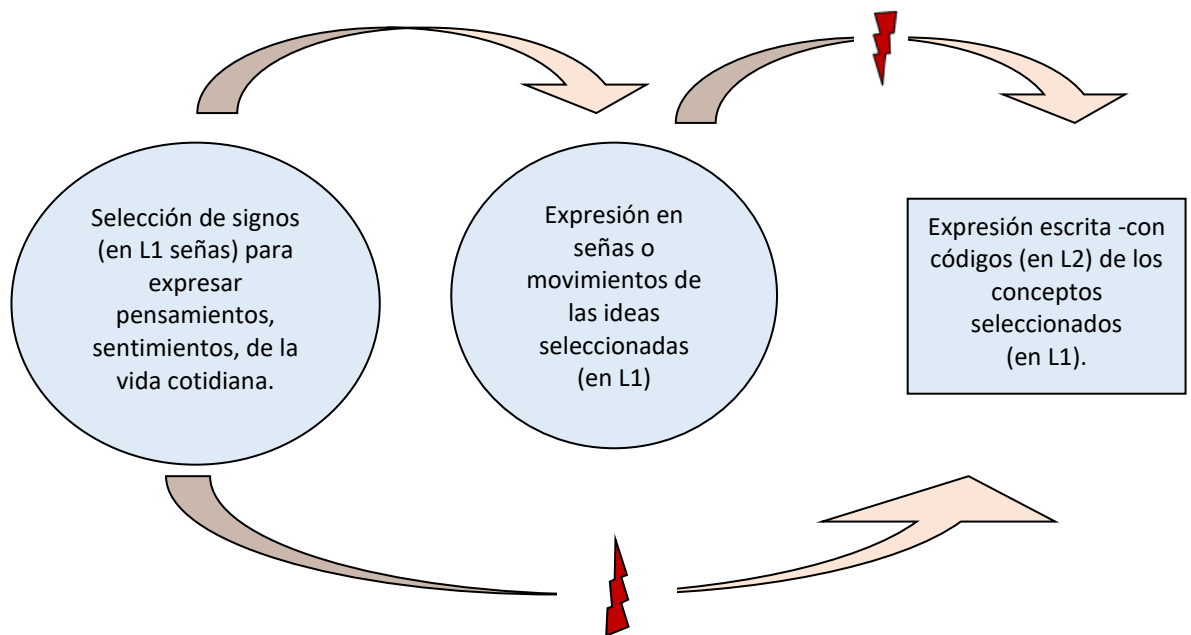 Selección de signos
(en L1 señas) para
expresar
pensamientos,
sentimientos, de la
vida cotidiana.
Expresión en
señas o
movimientos de
las ideas
seleccionadas
(en L1)
Expresión escrita -con
códigos (en L2) de los
conceptos
seleccionados
(en L1).